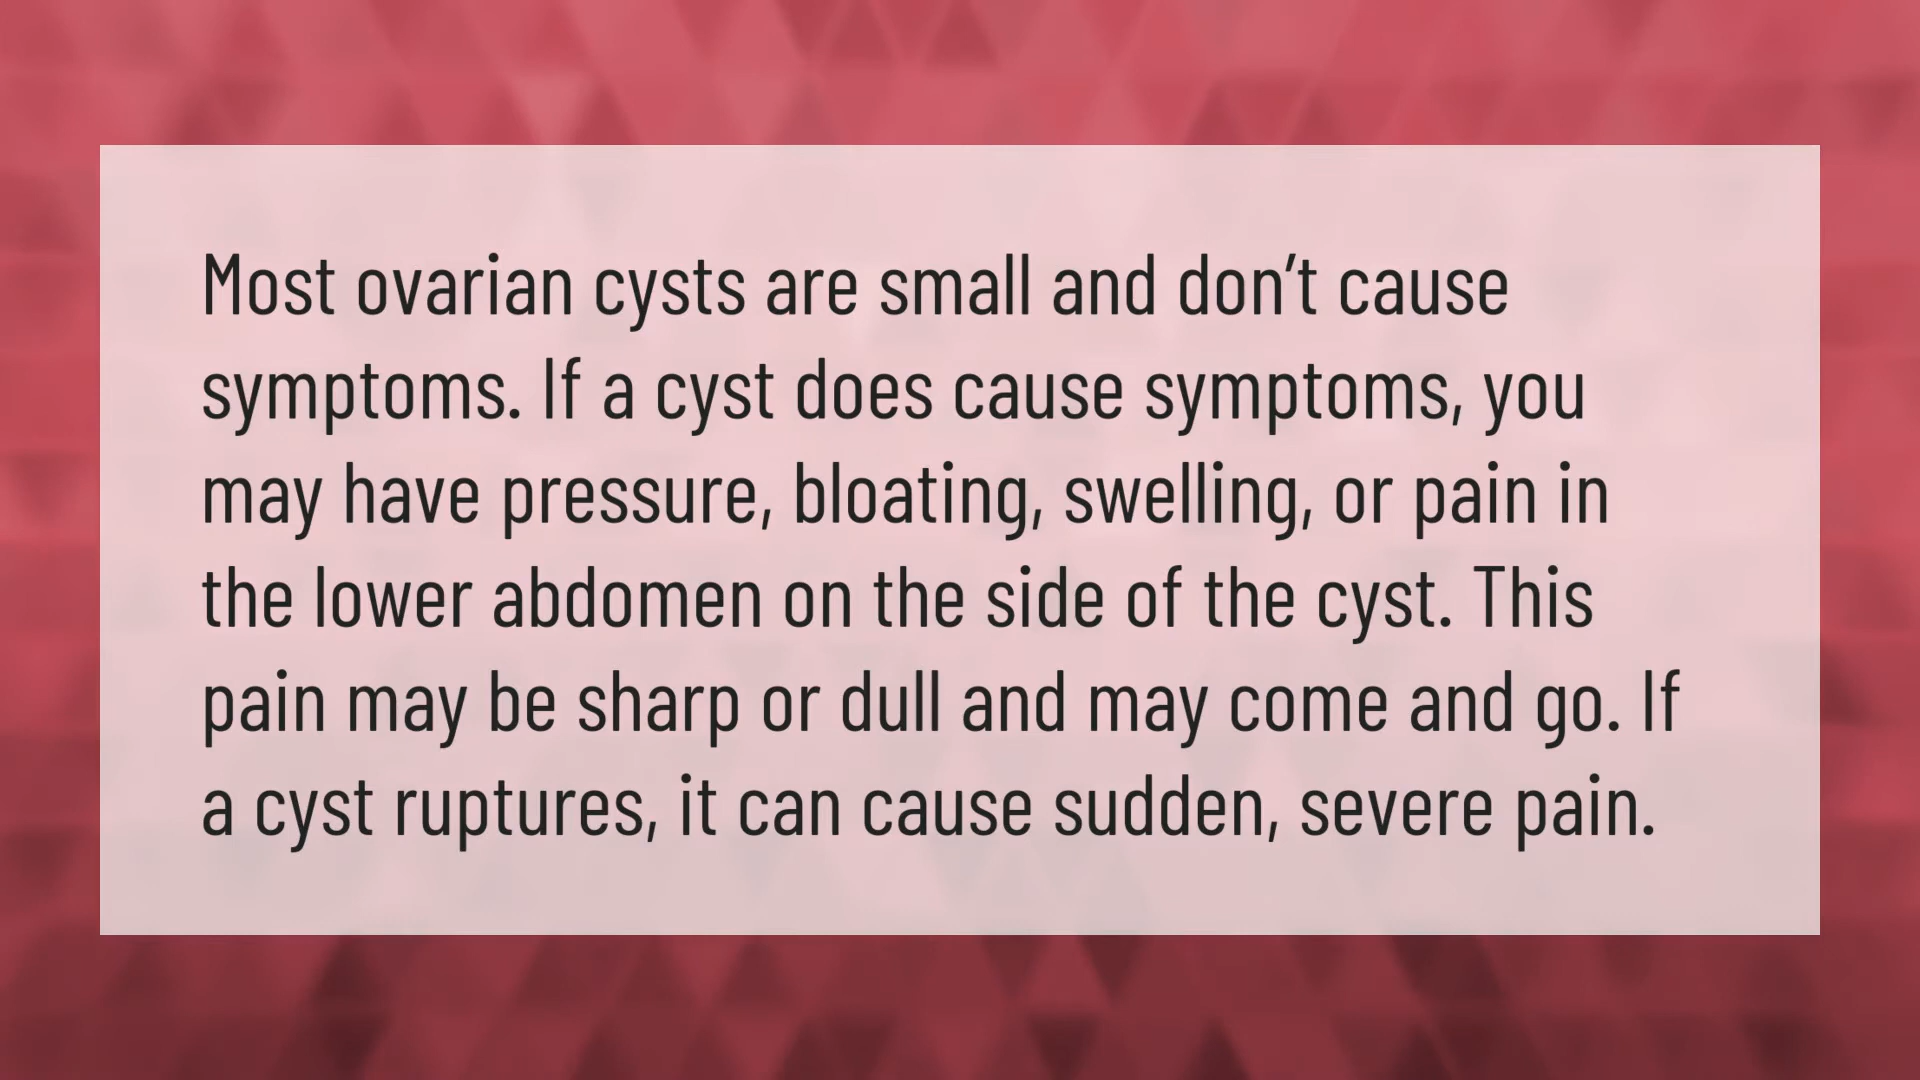 Most ovarian cysts are small and don’t cause
symptoms. If a cyst does cause symptoms, you
may have pressure, bloating, swelling, or pain in
the lower abdomen on the side of the cyst. This
pain may be sharp or dull and may come and go. If
a cyst ruptures, it can cause sudden, severe pain.